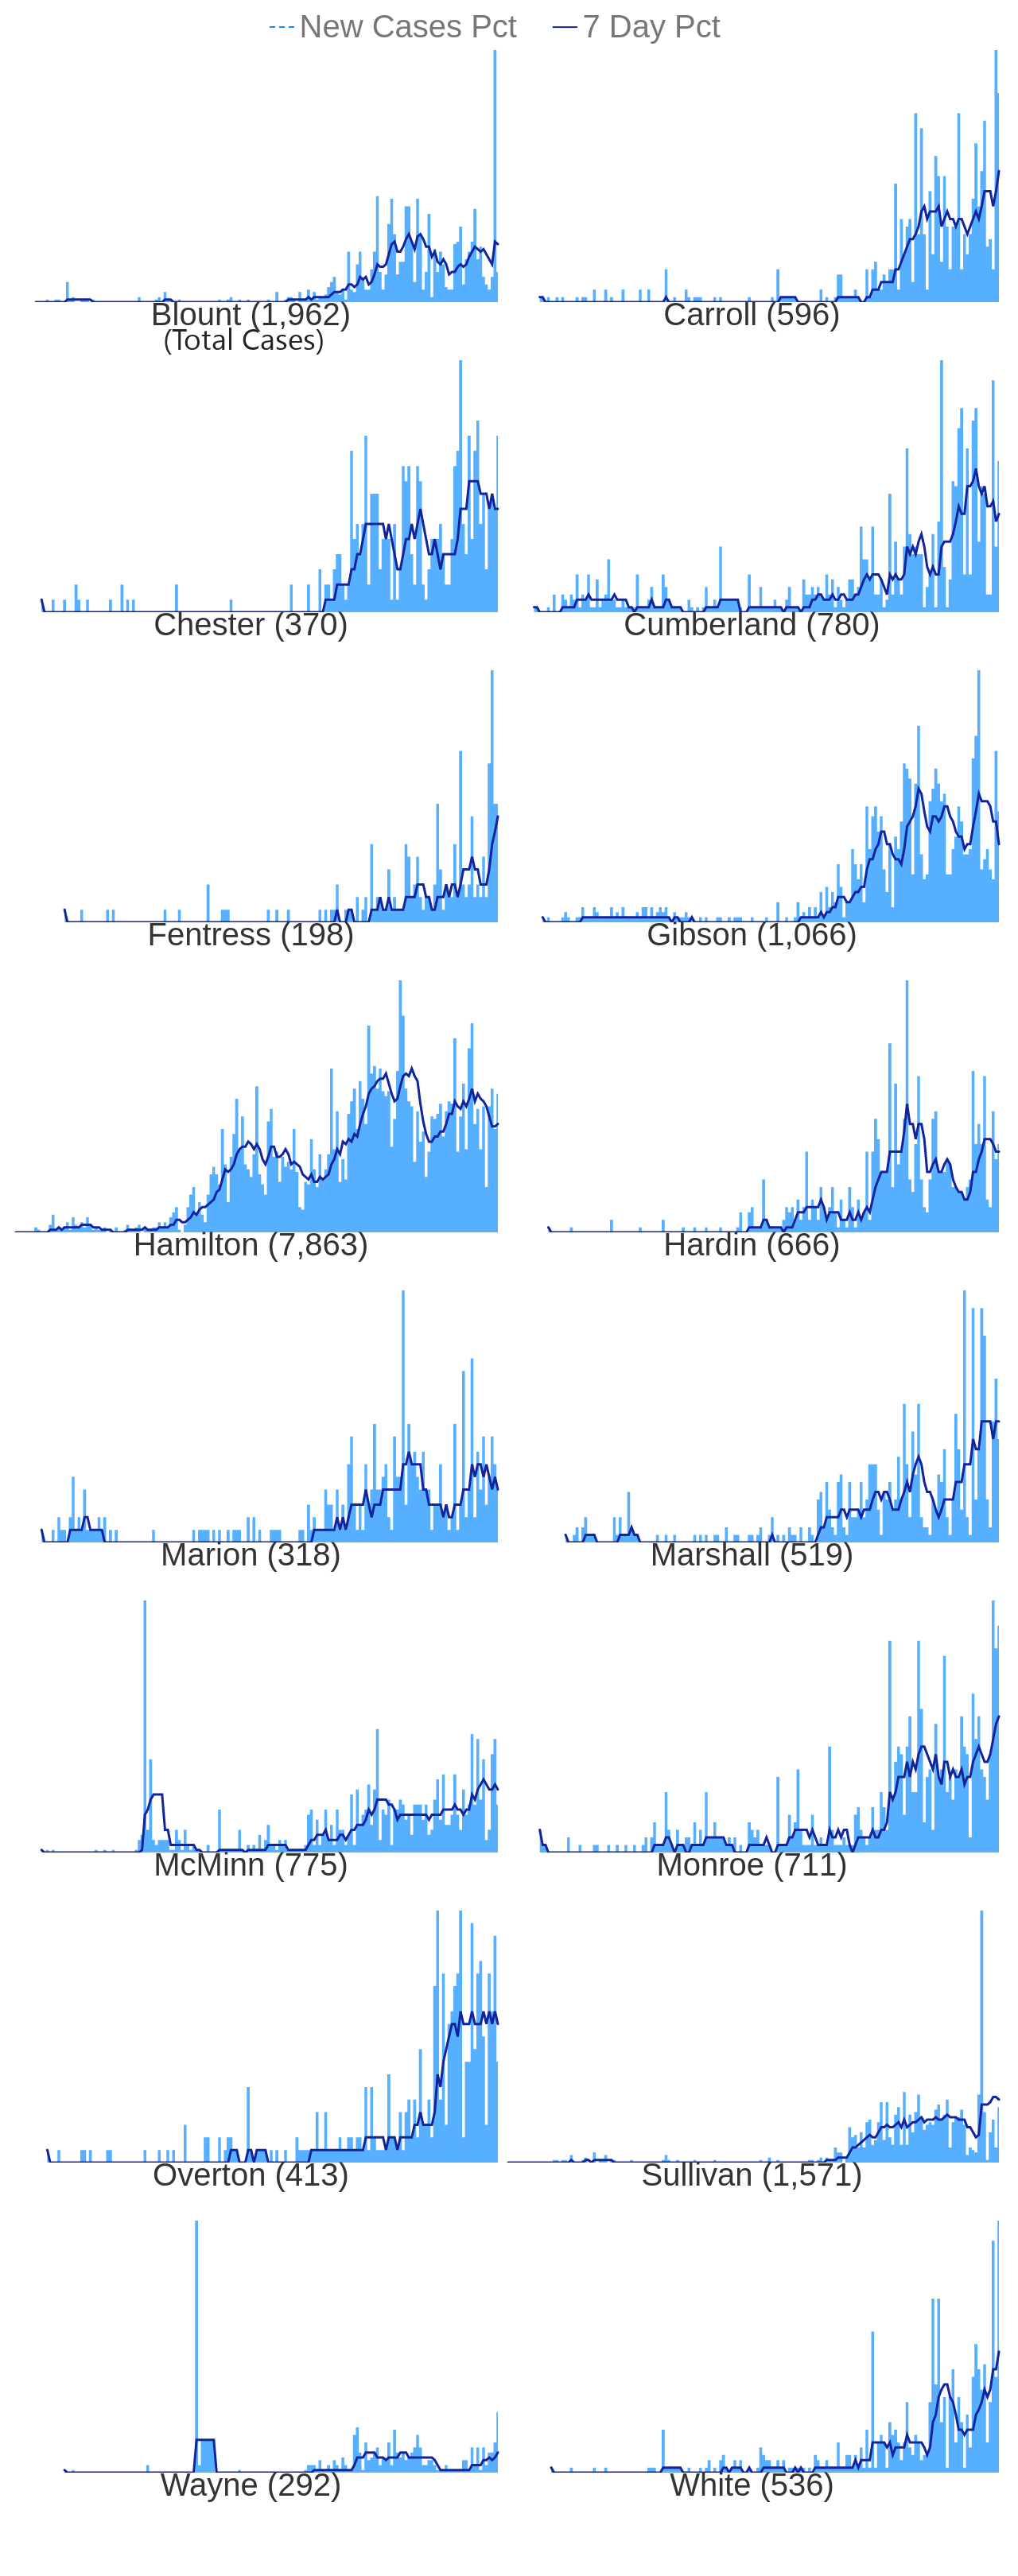 New Cases Pct 7 Day Pct
Blount (1,962) Carroll (596)
(Total Cases)
Chester (370) Cumberland (780)
Fentress (198) Gibson (1,066)
Hamilton (7,863) Hardin (666)
Marion (318) Marshall (519)
McMinn (775) Monroe (711)
Overton (413) Sullivan (1,571)
Wayne (292) White (536)